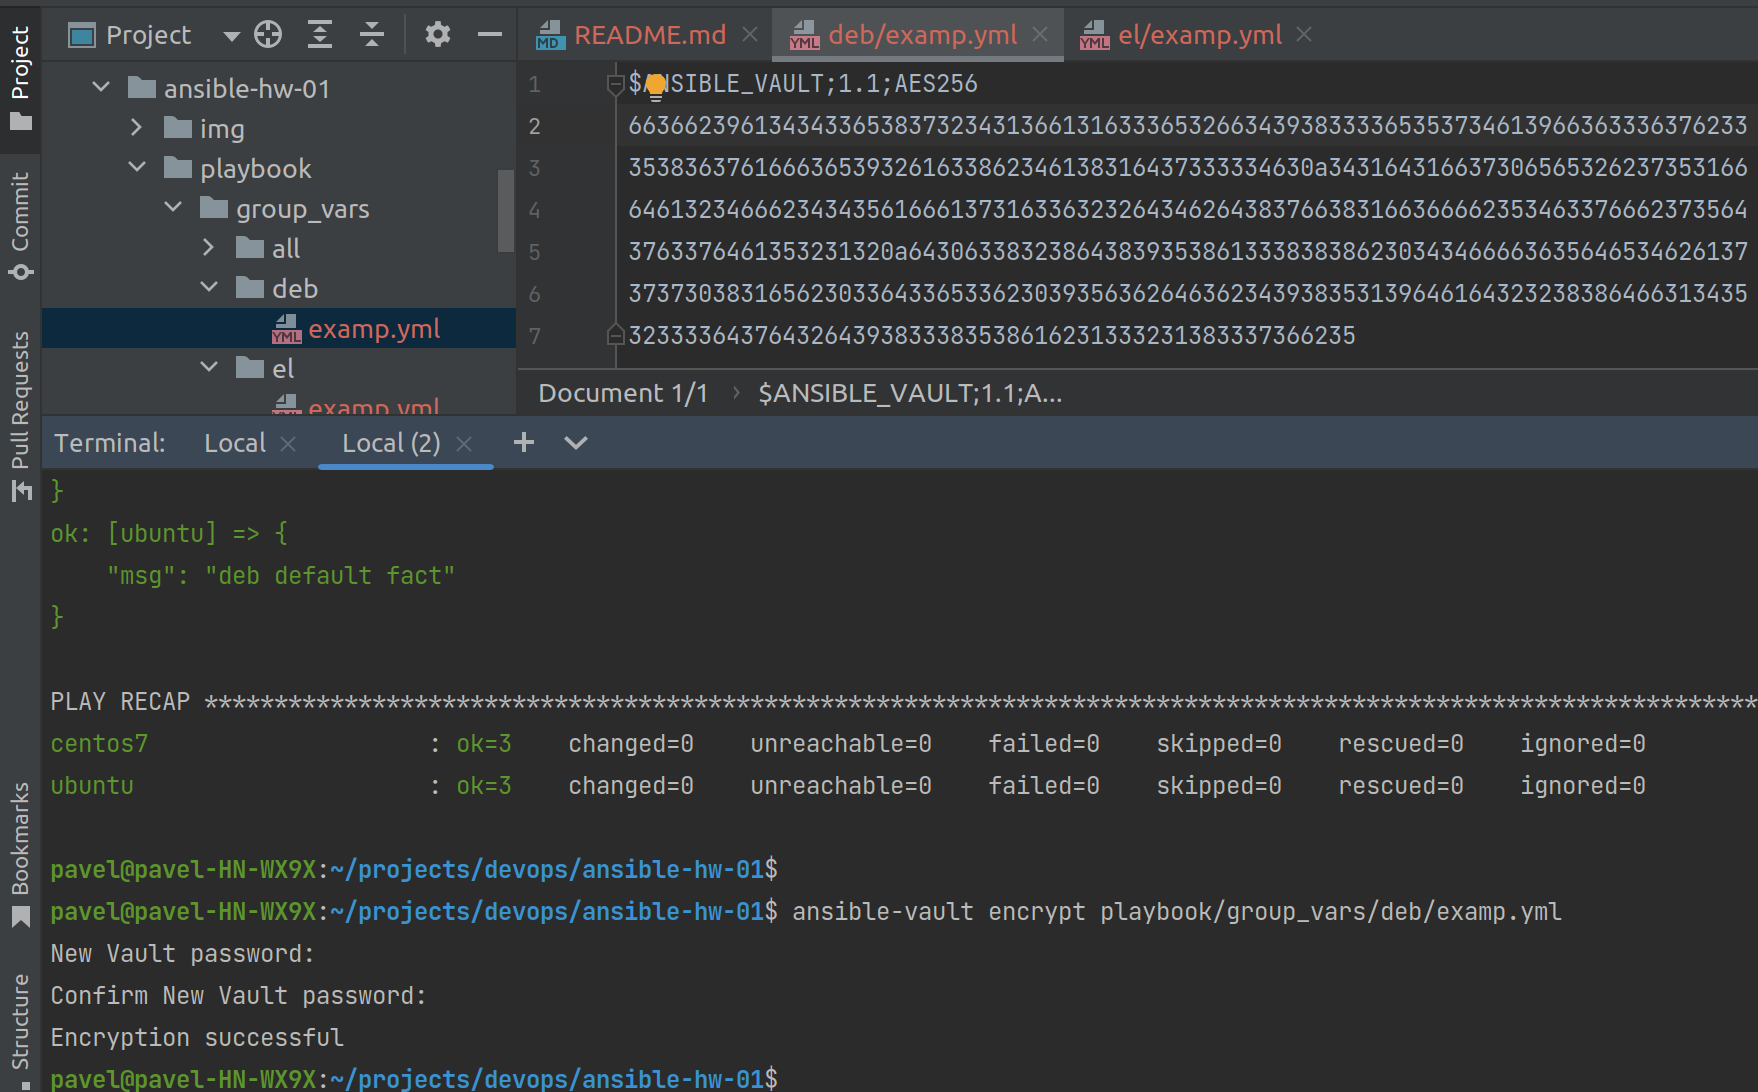 Project
Commit
Pull Requests
Bookmarks
Structure
Project
ansible-hw-01
img
playbook
group_vars
all
deb
YML examp.yml
el
examp.yml
MD README.md
YML deb/examp.yml
YML el/examp.yml
1 $ANSIBLE_VAULT;1.1;AES256
2 66366239613434336538373234313661316333653266343938333365353734613966363336376233
3 3538363761666365393261633862346138316437333334630a343164316637306565326237353166
4 64613234666234343561666137316336323264346264383766383166366662353463376662373564
5 3763376461353231320a643063383238643839353861333838386230343466663635646534626137
6 37373038316562303364336533623039356362646362343938353139646164323238386466313435
7 3233336437643264393833383538616231333231383337366235
Document 1/1 › $ANSIBLE_VAULT;1.1;A...
Terminal: Local Local (2)
}
ok: [ubuntu] => {
"msg": "deb default fact"
}
PLAY RECAP ***************************************************************************************************************
centos7 : ok=3 changed=0 unreachable=0 failed=0 skipped=0 rescued=0 ignored=0
ubuntu : ok=3 changed=0 unreachable=0 failed=0 skipped=0 rescued=0 ignored=0
pavel@pavel-HN-WX9X:~/projects/devops/ansible-hw-01$
pavel@pavel-HN-WX9X:~/projects/devops/ansible-hw-01$ ansible-vault encrypt playbook/group_vars/deb/examp.yml
New Vault password:
Confirm New Vault password:
Encryption successful
pavel@pavel-HN-WX9X:~/projects/devops/ansible-hw-01$